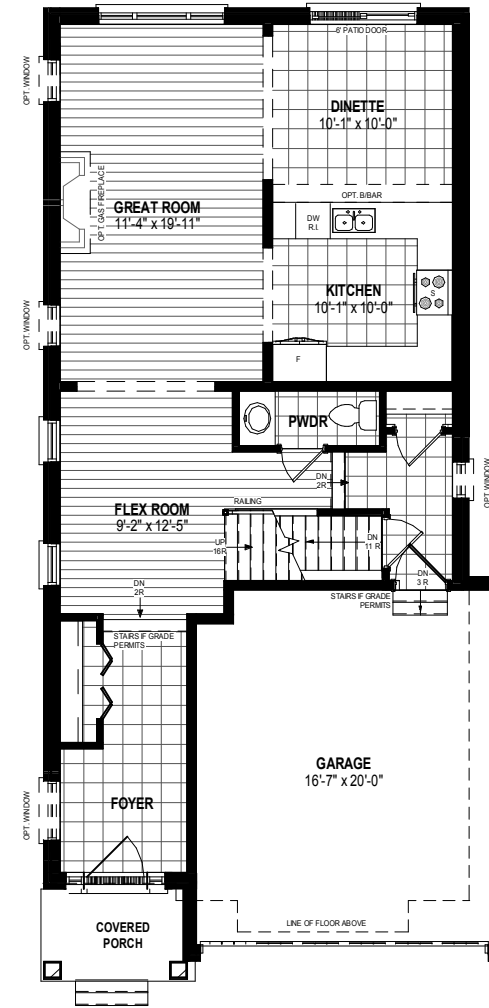 6' PATIO DOOR
OPT. WINDOW
DINETTE
10'-1" x 10'-0"
OPT. GAS FIREPLACE
OPT. B/BAR
GREAT ROOM
11'-4" x 19'-11"
DW
R.I.
KITCHEN
10'-1" x 10'-0"
S
OPT. WINDOW
F
PWDR
DN
2R
OPT. WINDOW
RAILING
FLEX ROOM
9'-2" x 12'-5"
UP
16R
DN
11 R
DN
3 R
DN
2R
STAIRS IF GRADE
PERMITS
STAIRS IF GRADE
PERMITS
GARAGE
16'-7" x 20'-0"
OPT. WINDOW
FOYER
LINE OF FLOOR ABOVE
COVERED
PORCH